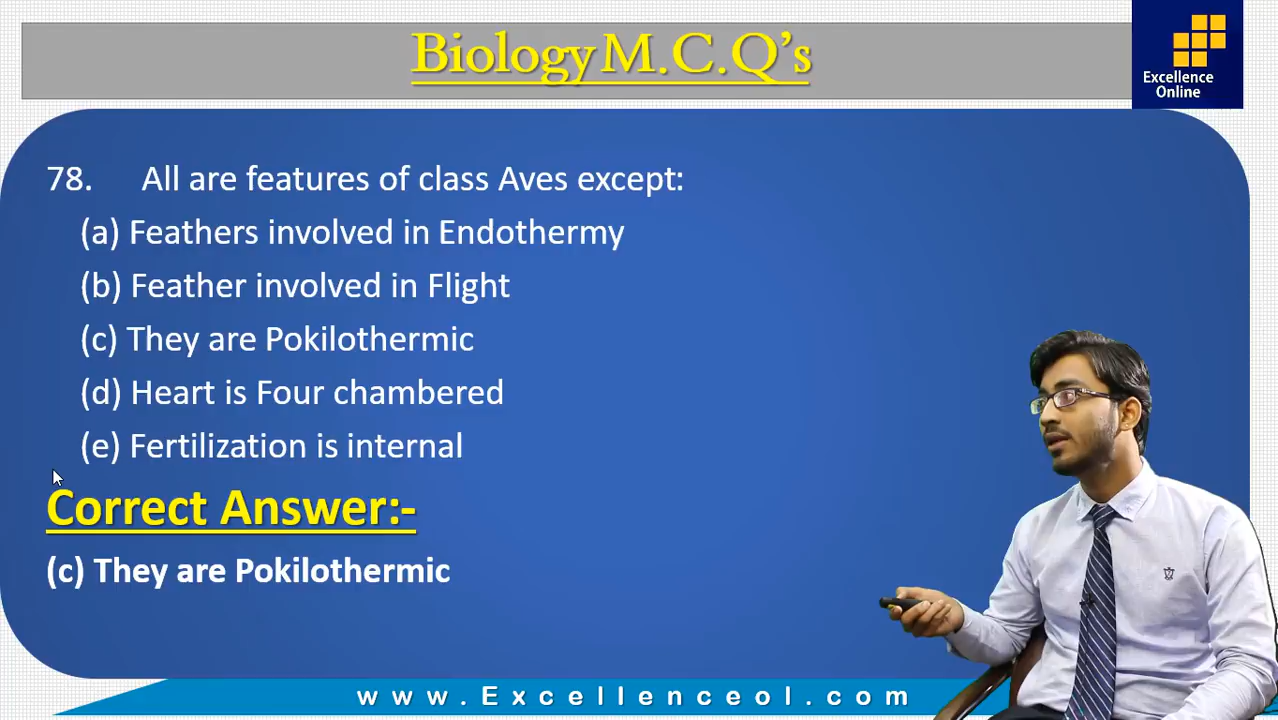 Biology M.C.Q's
Excellence
Online
78. All are features of class Aves except:
(a) Feathers involved in Endothermy
(b) Feather involved in Flight
(c) They are Pokilothermic
(d) Heart is Four chambered
(e) Fertilization is internal
Correct Answer:-
(c) They are Pokilothermic
www.Excellenceol.com